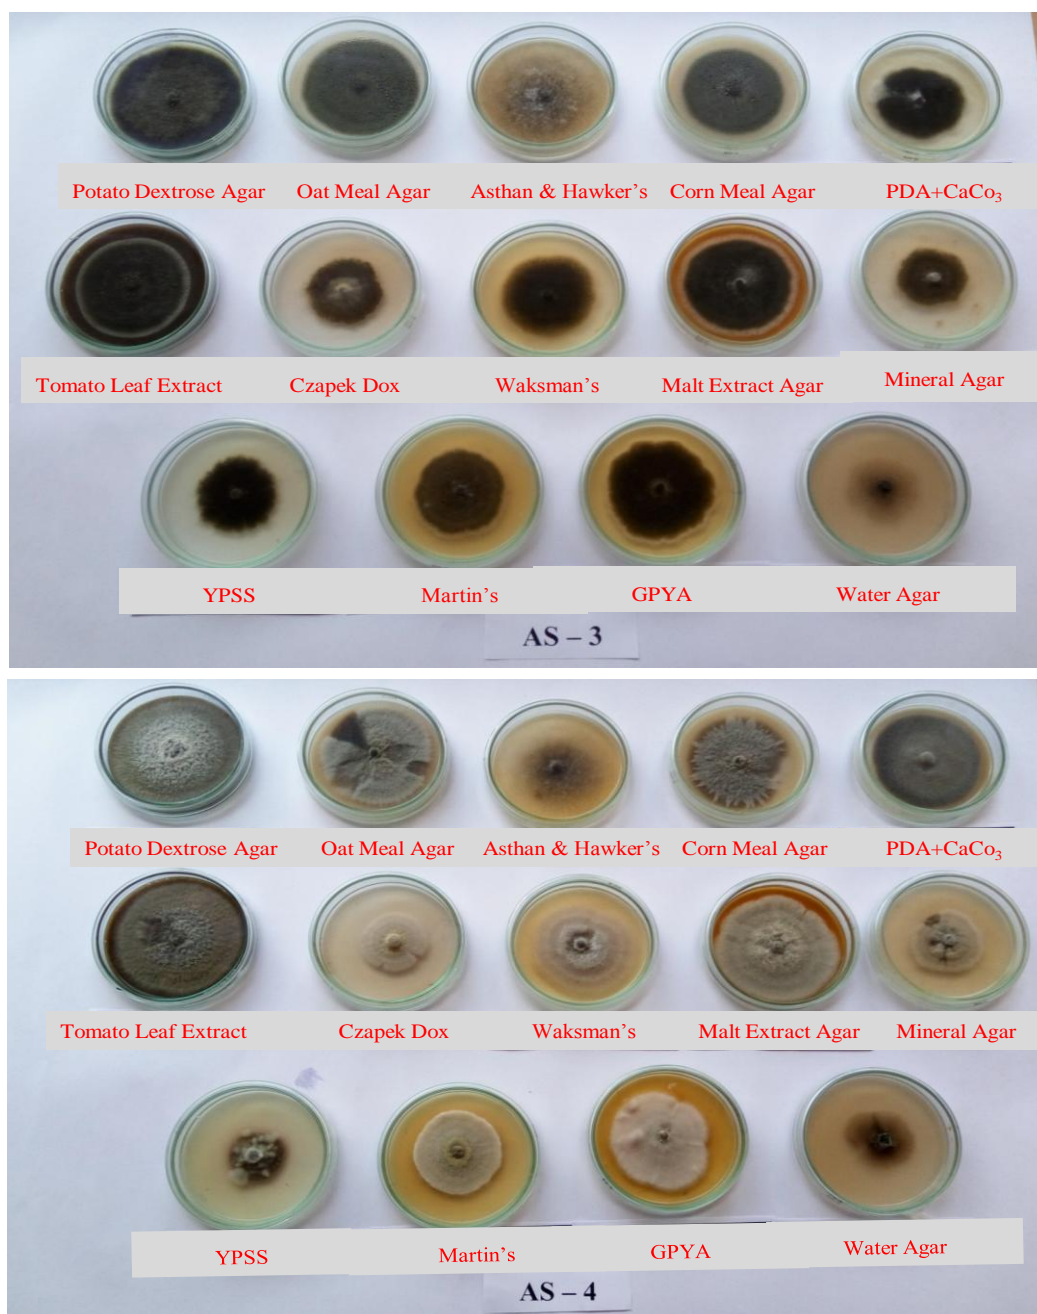 Potato Dextrose Agar Oat Meal Agar Asthan & Hawker's Corn Meal Agar PDA+CaCo₃
Tomato Leaf Extract Czapek Dox Waksman's Malt Extract Agar Mineral Agar
YPSS Martin's GPYA Water Agar
AS – 3
Potato Dextrose Agar Oat Meal Agar Asthan & Hawker's Corn Meal Agar PDA+CaCo₃
Tomato Leaf Extract Czapek Dox Waksman's Malt Extract Agar Mineral Agar
YPSS Martin's GPYA Water Agar
AS – 4